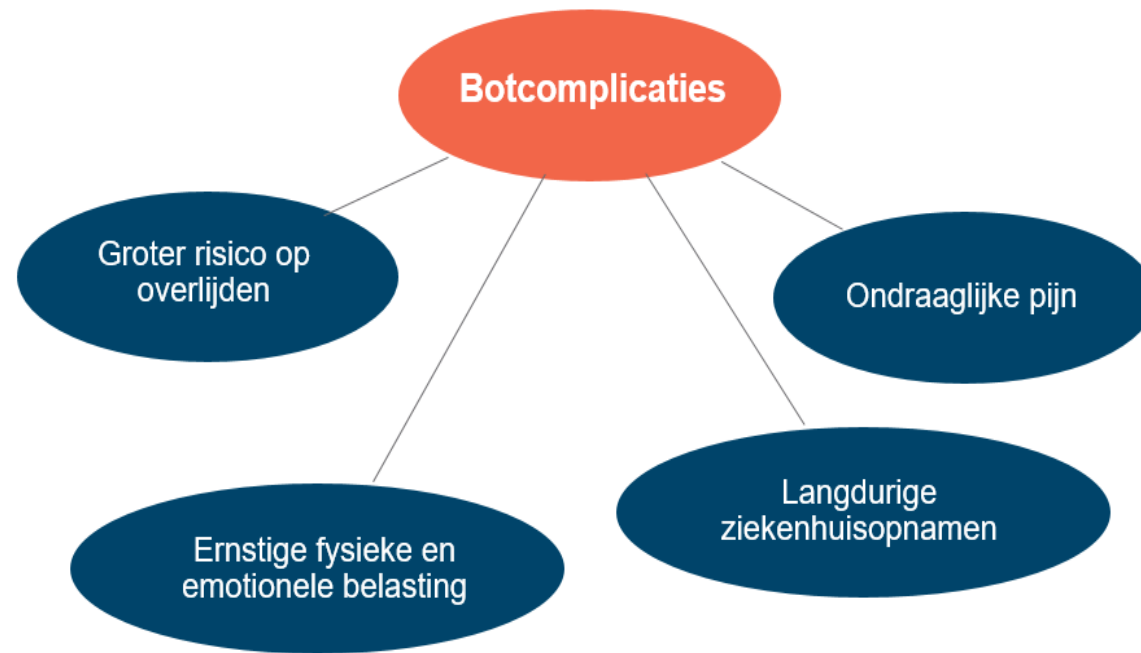 Botcomplicaties
Groter risico op
overlijden
Ondraaglijke pijn
Langdurige
ziekenhuisopnamen
Ernstige fysieke en
emotionele belasting